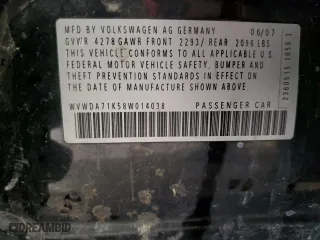 MFD BY VOLKSWAGEN AG GERMANY 06/07
GVWR 4278 GAWR FRONT 2293/ REAR 2096 LBS
THIS VEHICLE CONFORMS TO ALL APPLICABLE U.S.
FEDERAL MOTOR VEHICLE SAFETY, BUMPER AND
THEFT PREVENTION STANDARDS IN EFFECT ON THE
DATE OF MANUFACTURE SHOWN ABOVE.
WVWDA71K58W014038 PASSENGER CAR